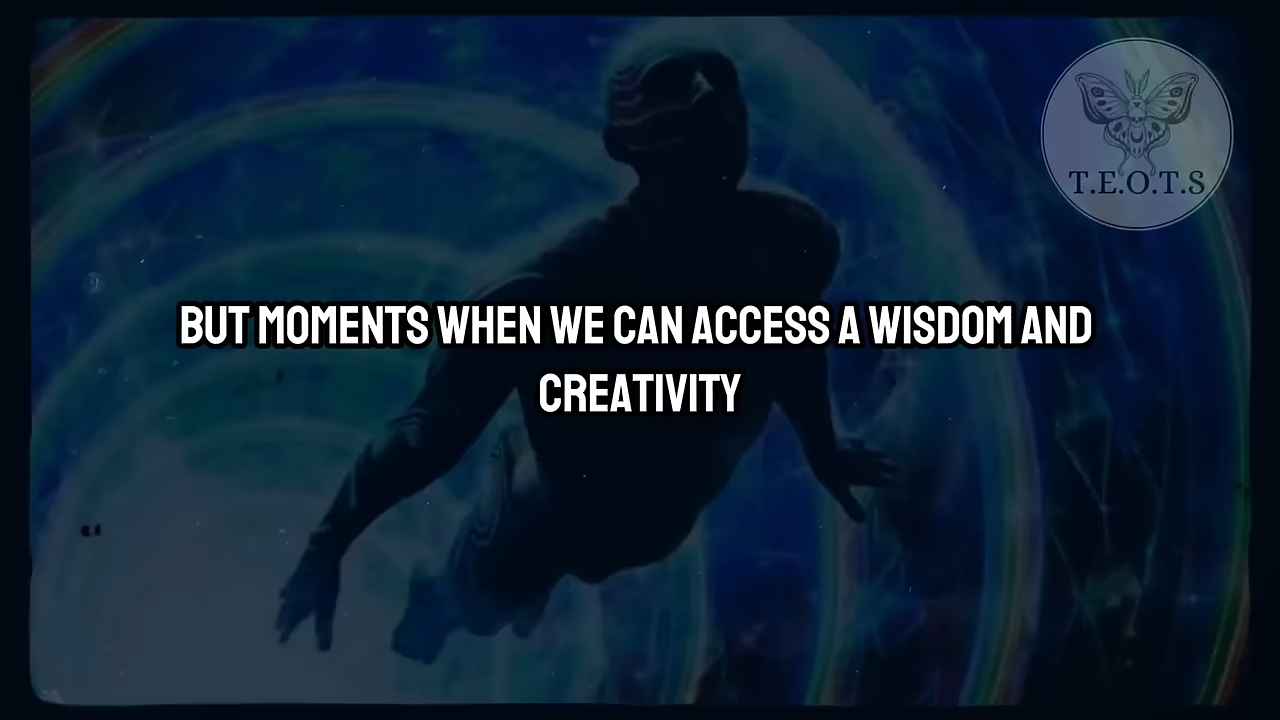 T.E.O.T.S
BUT MOMENTS WHEN WE CAN ACCESS A WISDOM AND
CREATIVITY